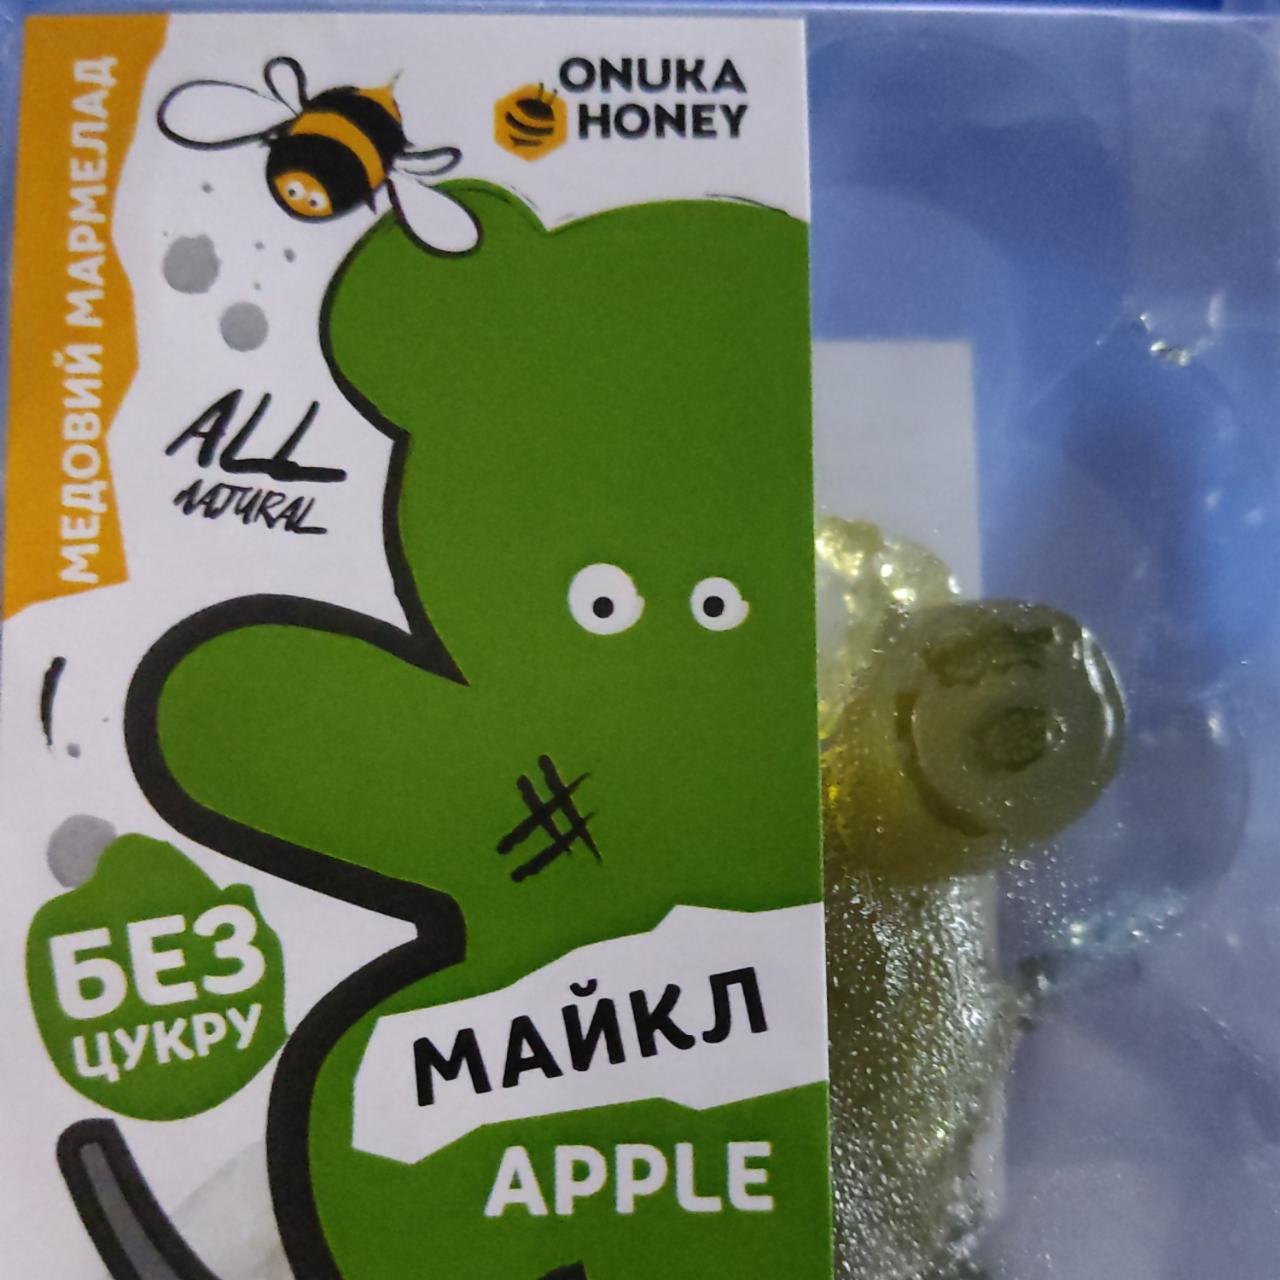 ONUKA
HONEY
МЕДОВИЙ МАРМЕЛАД
ALL
NATURAL
БЕЗ
ЦУКРУ
МАЙКЛ
APPLE